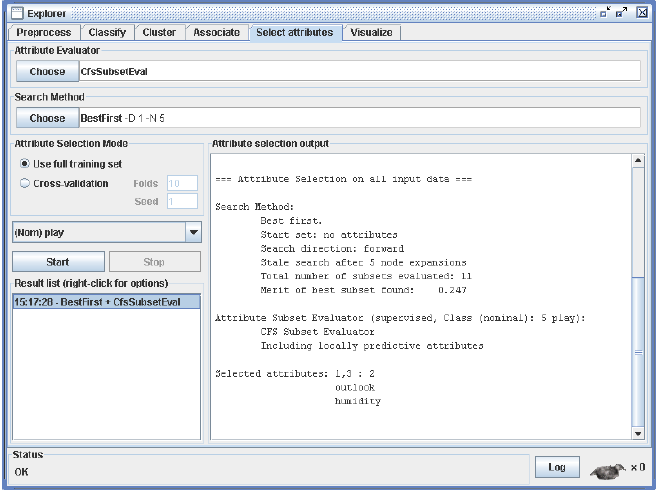 Explorer
Preprocess Classify Cluster Associate Select attributes Visualize
Attribute Evaluator
Choose CfsSubsetEval
Search Method
Choose BestFirst -D 1 -N 5
Attribute Selection Mode
Use full training set
Cross-validation Folds 10
Seed 1
(Nom) play
Start Stop
Result list (right-click for options)
15:17:28 - BestFirst + CfsSubsetEval
Attribute selection output
=== Attribute Selection on all input data ===
Search Method:
Best first.
Start set: no attributes
Search direction: forward
Stale search after 5 node expansions
Total number of subsets evaluated: 11
Merit of best subset found: 0.247
Attribute Subset Evaluator (supervised, Class (nominal): 5 play):
CFS Subset Evaluator
Including locally predictive attributes
Selected attributes: 1,3 : 2
outlook
humidity
Status
OK
Log x 0